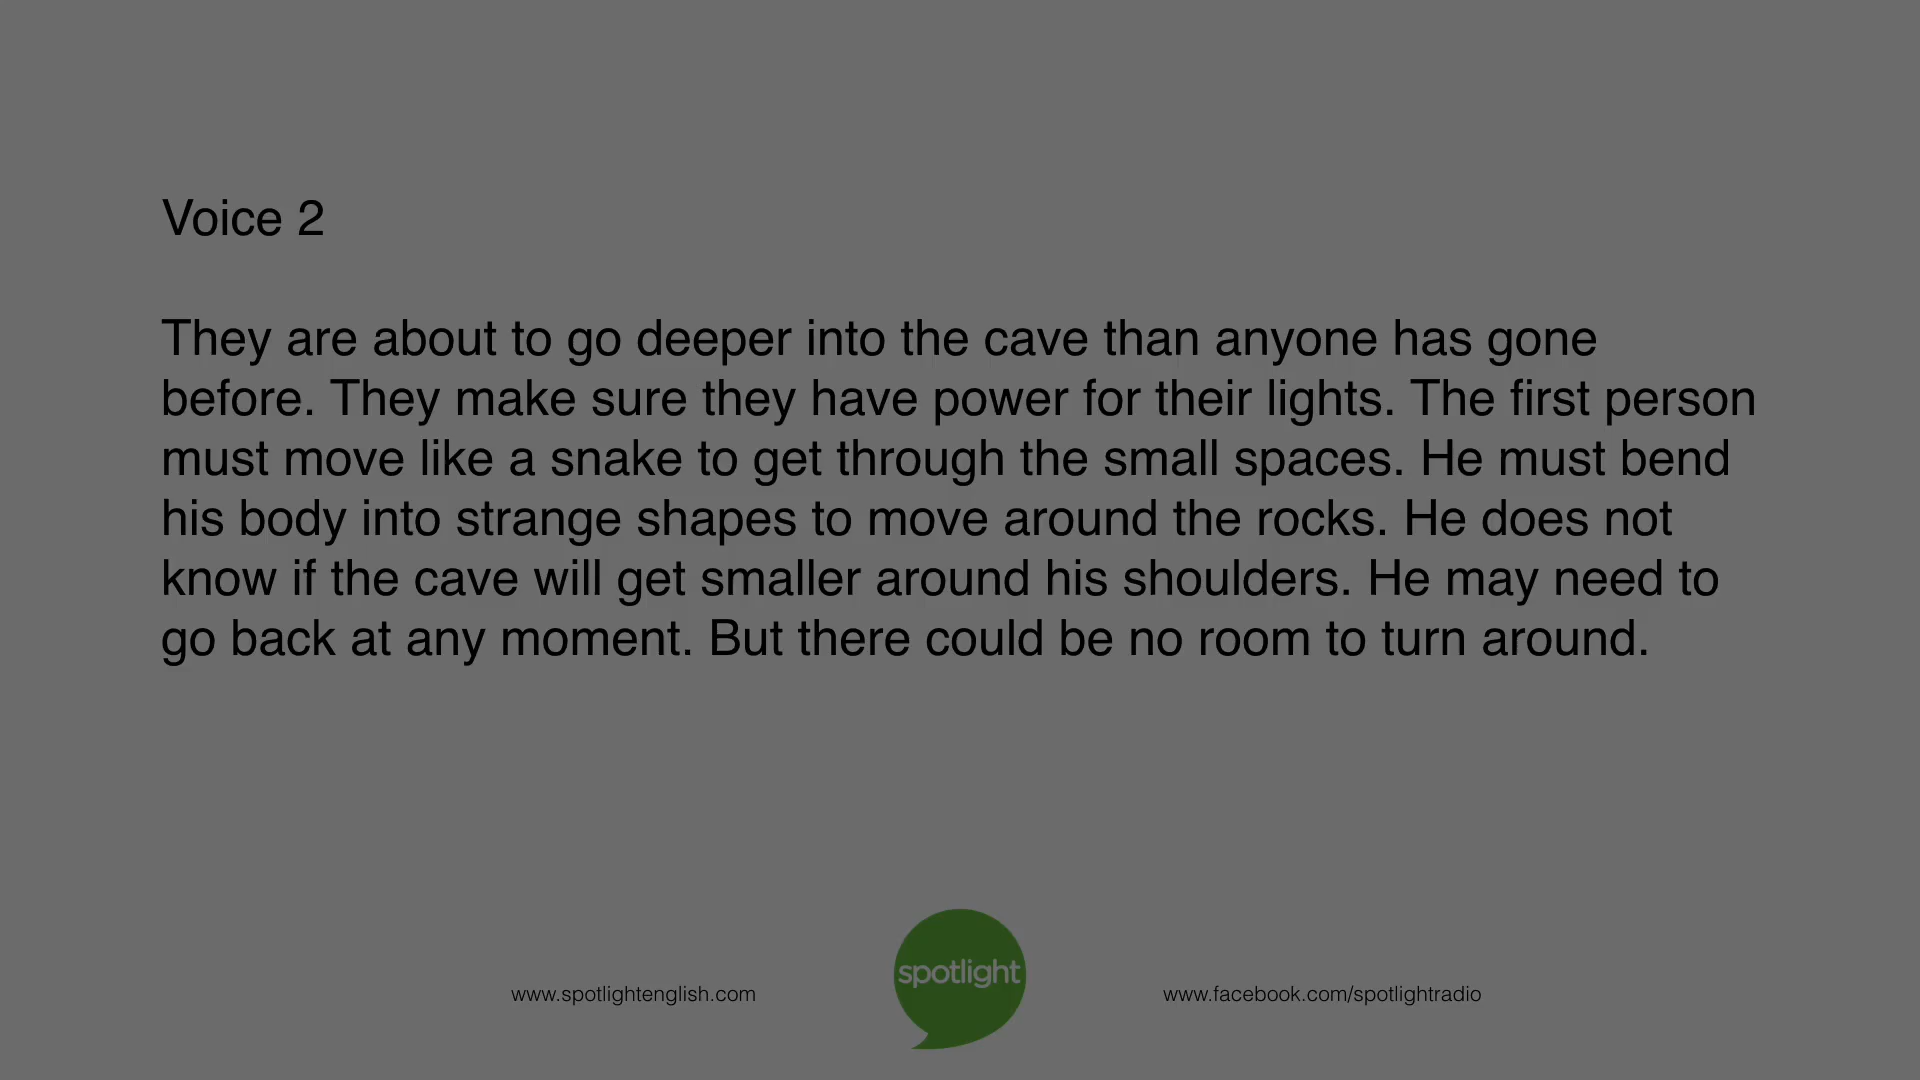 Voice 2
They are about to go deeper into the cave than anyone has gone
before. They make sure they have power for their lights. The first person
must move like a snake to get through the small spaces. He must bend
his body into strange shapes to move around the rocks. He does not
know if the cave will get smaller around his shoulders. He may need to
go back at any moment. But there could be no room to turn around.
spotlight
www.spotlightenglish.com
www.facebook.com/spotlightradio